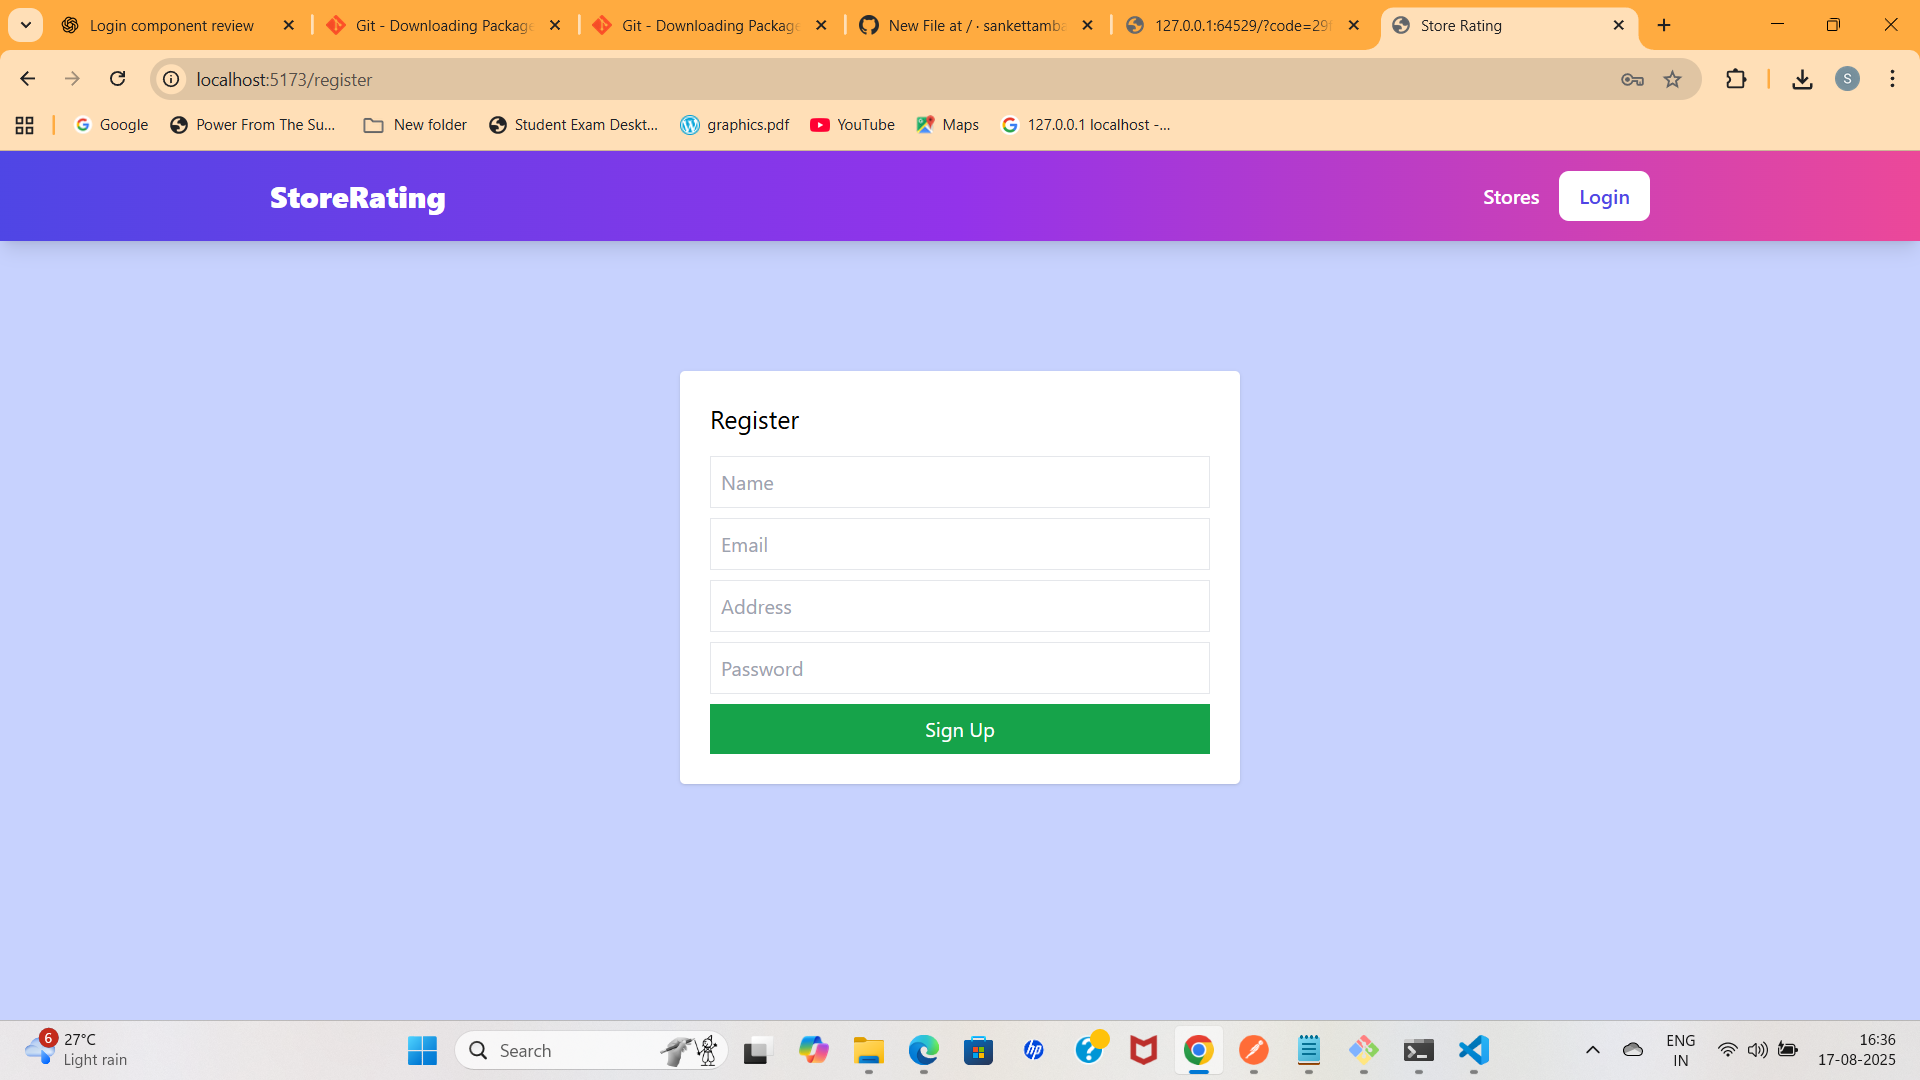 Login component review
Git - Downloading Package
Git - Downloading Package
New File at / · sankettamba
127.0.0.1:64529/?code=29f
Store Rating
localhost:5173/register
S
Google
Power From The Su...
New folder
Student Exam Deskt...
graphics.pdf
YouTube
Maps
127.0.0.1 localhost -...
StoreRating
Stores
Login
Register
Name
Email
Address
Password
Sign Up
6
27°C
Light rain
Search
hp
ENG
IN
16:36
17-08-2025